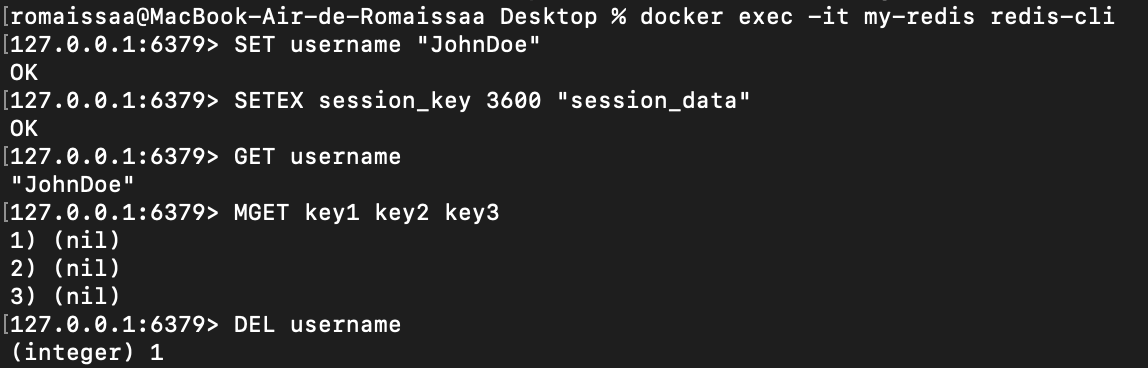 [romaissaa@MacBook-Air-de-Romaissaa Desktop % docker exec -it my-redis redis-cli
[127.0.0.1:6379> SET username "JohnDoe"
OK
[127.0.0.1:6379> SETEX session_key 3600 "session_data"
OK
[127.0.0.1:6379> GET username
"JohnDoe"
[127.0.0.1:6379> MGET key1 key2 key3
1) (nil)
2) (nil)
3) (nil)
[127.0.0.1:6379> DEL username
(integer) 1